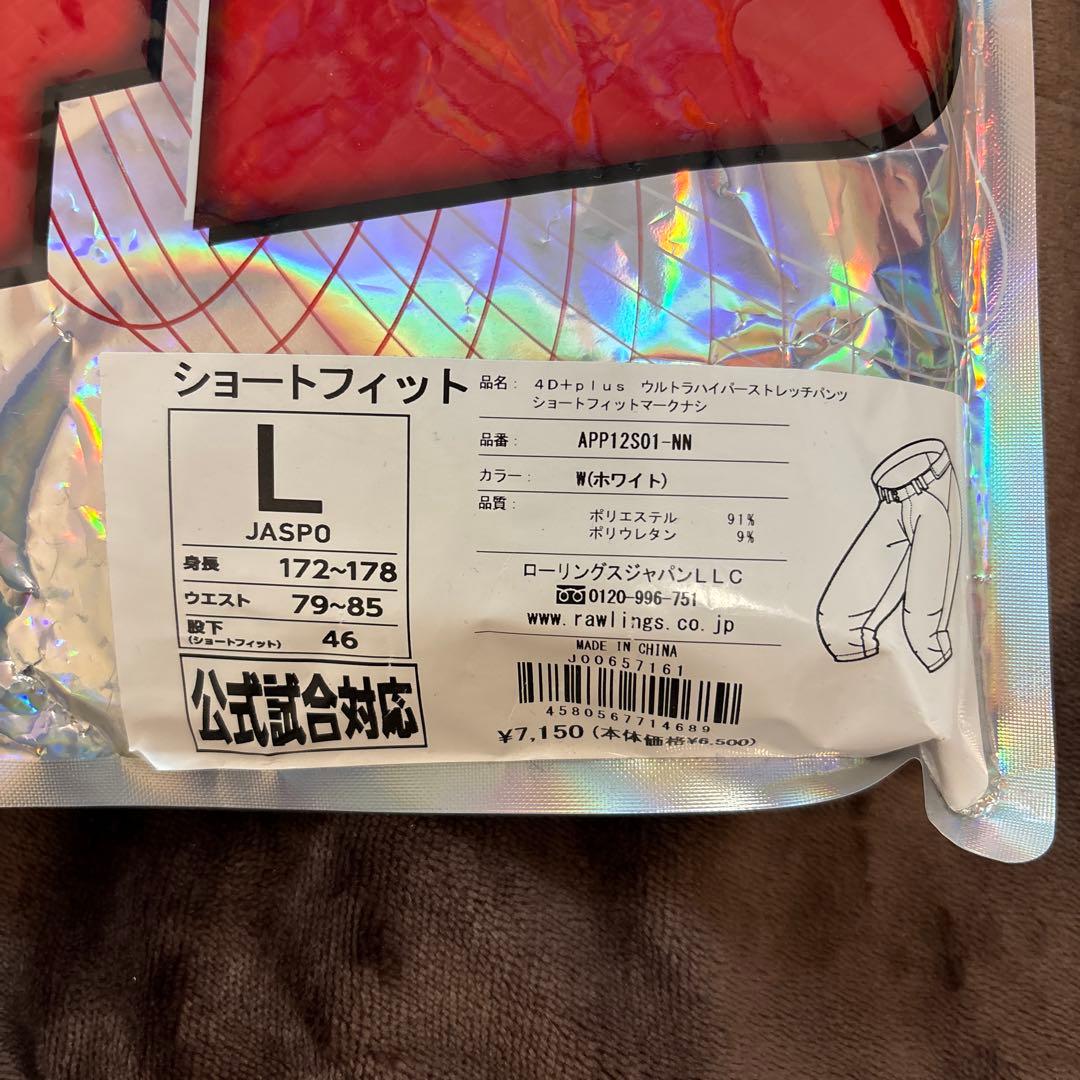 ショートフィット
L
JASPO
身長 172~178
ウエスト 79~85
股下
(ショートフィット) 46
公式試合対応
品名: 4D+plus ウルトラハイパーストレッチパンツ
ショートフィットマークナシ
品番: APP12S01-NN
カラー: W(ホワイト)
品質:
ポリエステル 91%
ポリウレタン 9%
ローリングスジャパンLLC
0120-996-751
www.rawlings.co.jp
MADE IN CHINA
J00657161
4580567714689
¥7,150 (本体価格¥6,500)